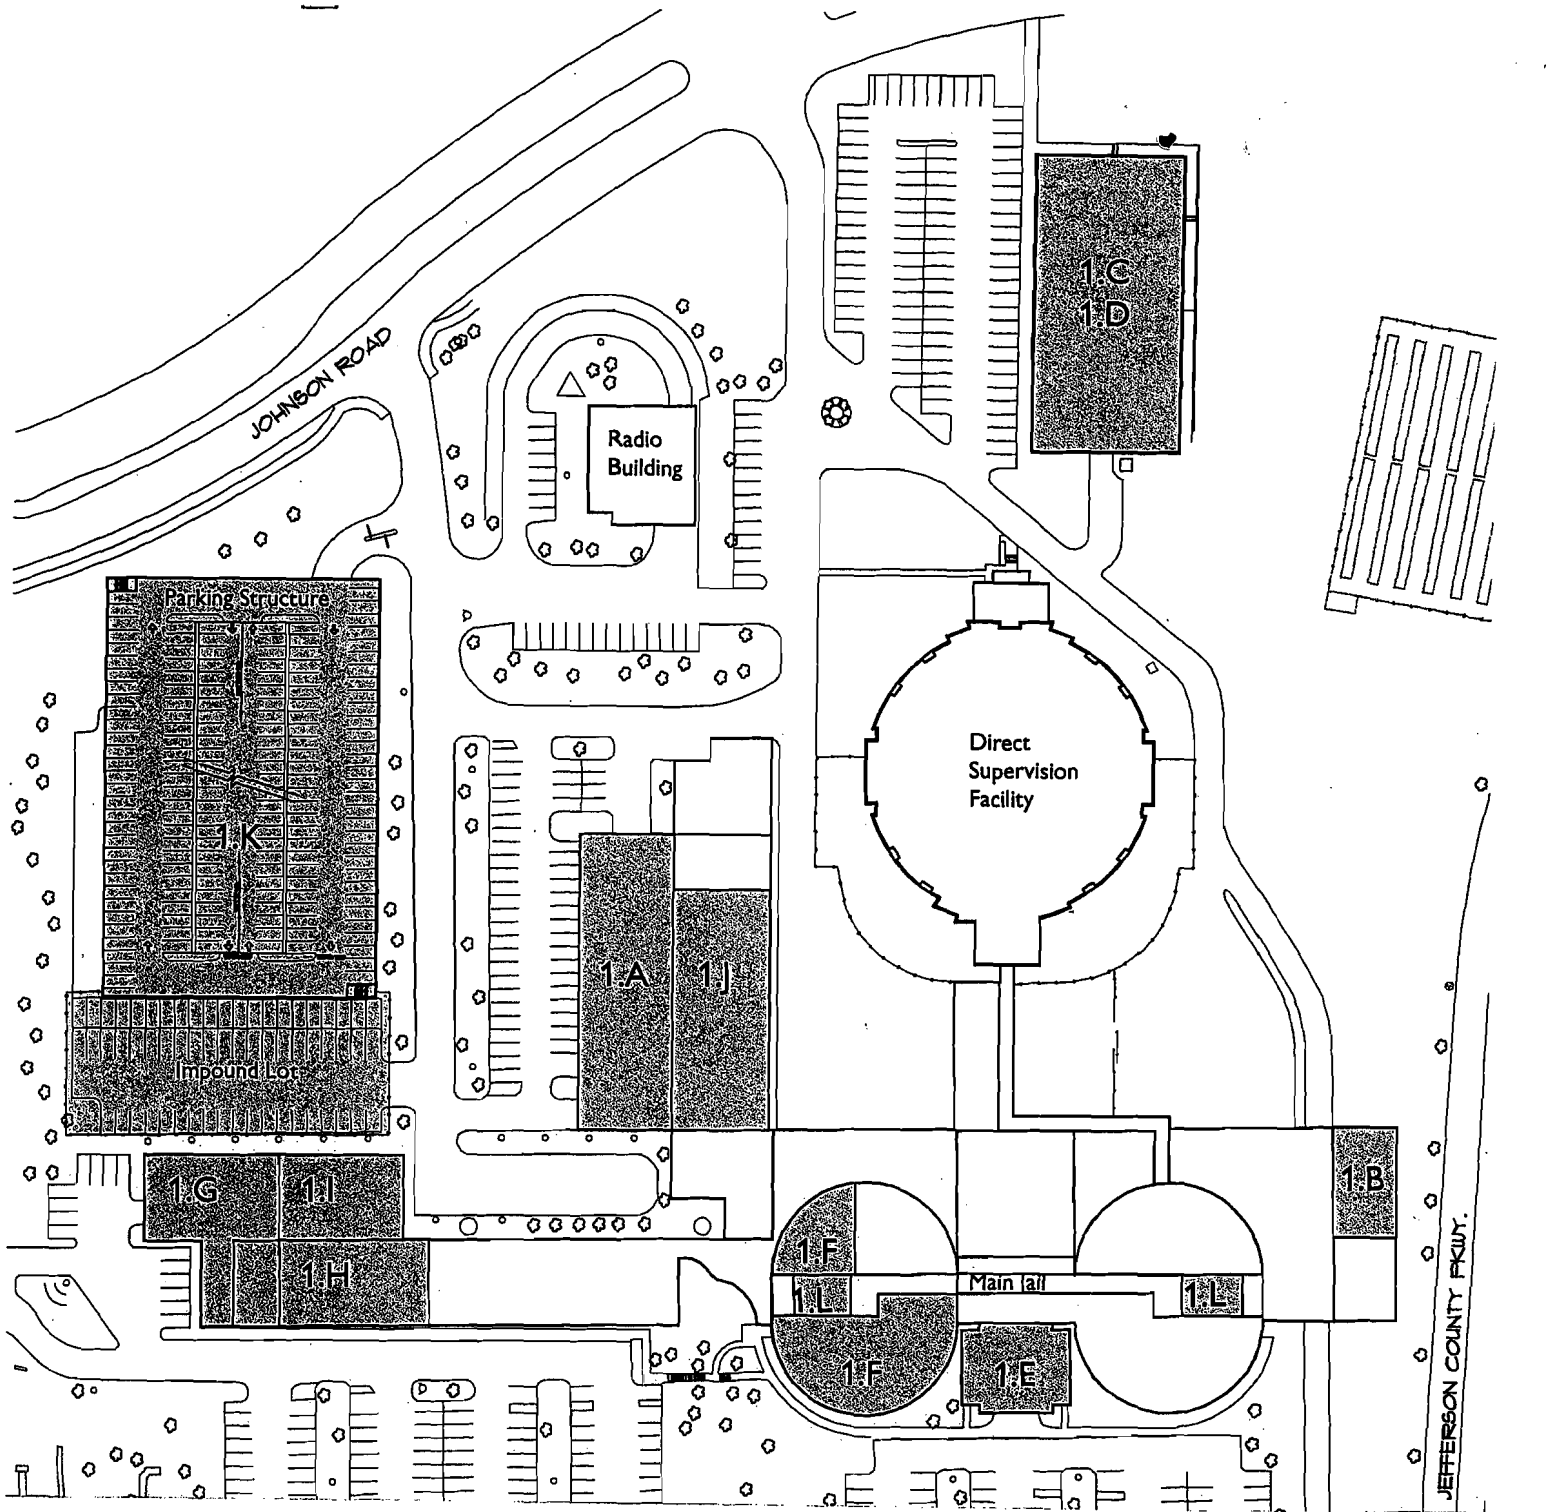 1.C
1.D
JOHNSON ROAD
Radio
Building
Parking Structure
Direct
Supervision
Facility
1.K
1.A
1.J
Impound Lot
1.G
1.I
1.B
1.F
1.H
Main Jail
1.L
1.L
1.F
1.E
JEFFERSON COUNTY PKWY.